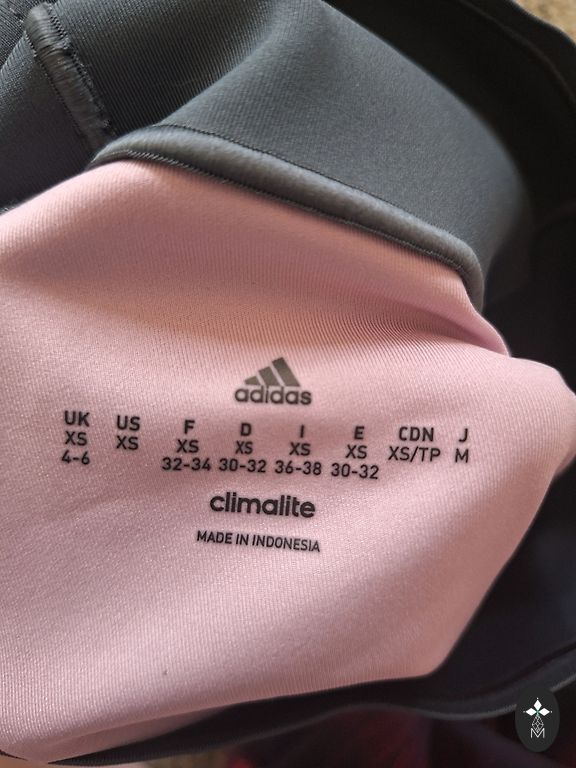 adidas
UK US F D I E CDN J
XS XS XS XS XS XS XS/TP M
4-6 32-34 30-32 36-38 30-32
climalite
MADE IN INDONESIA
M